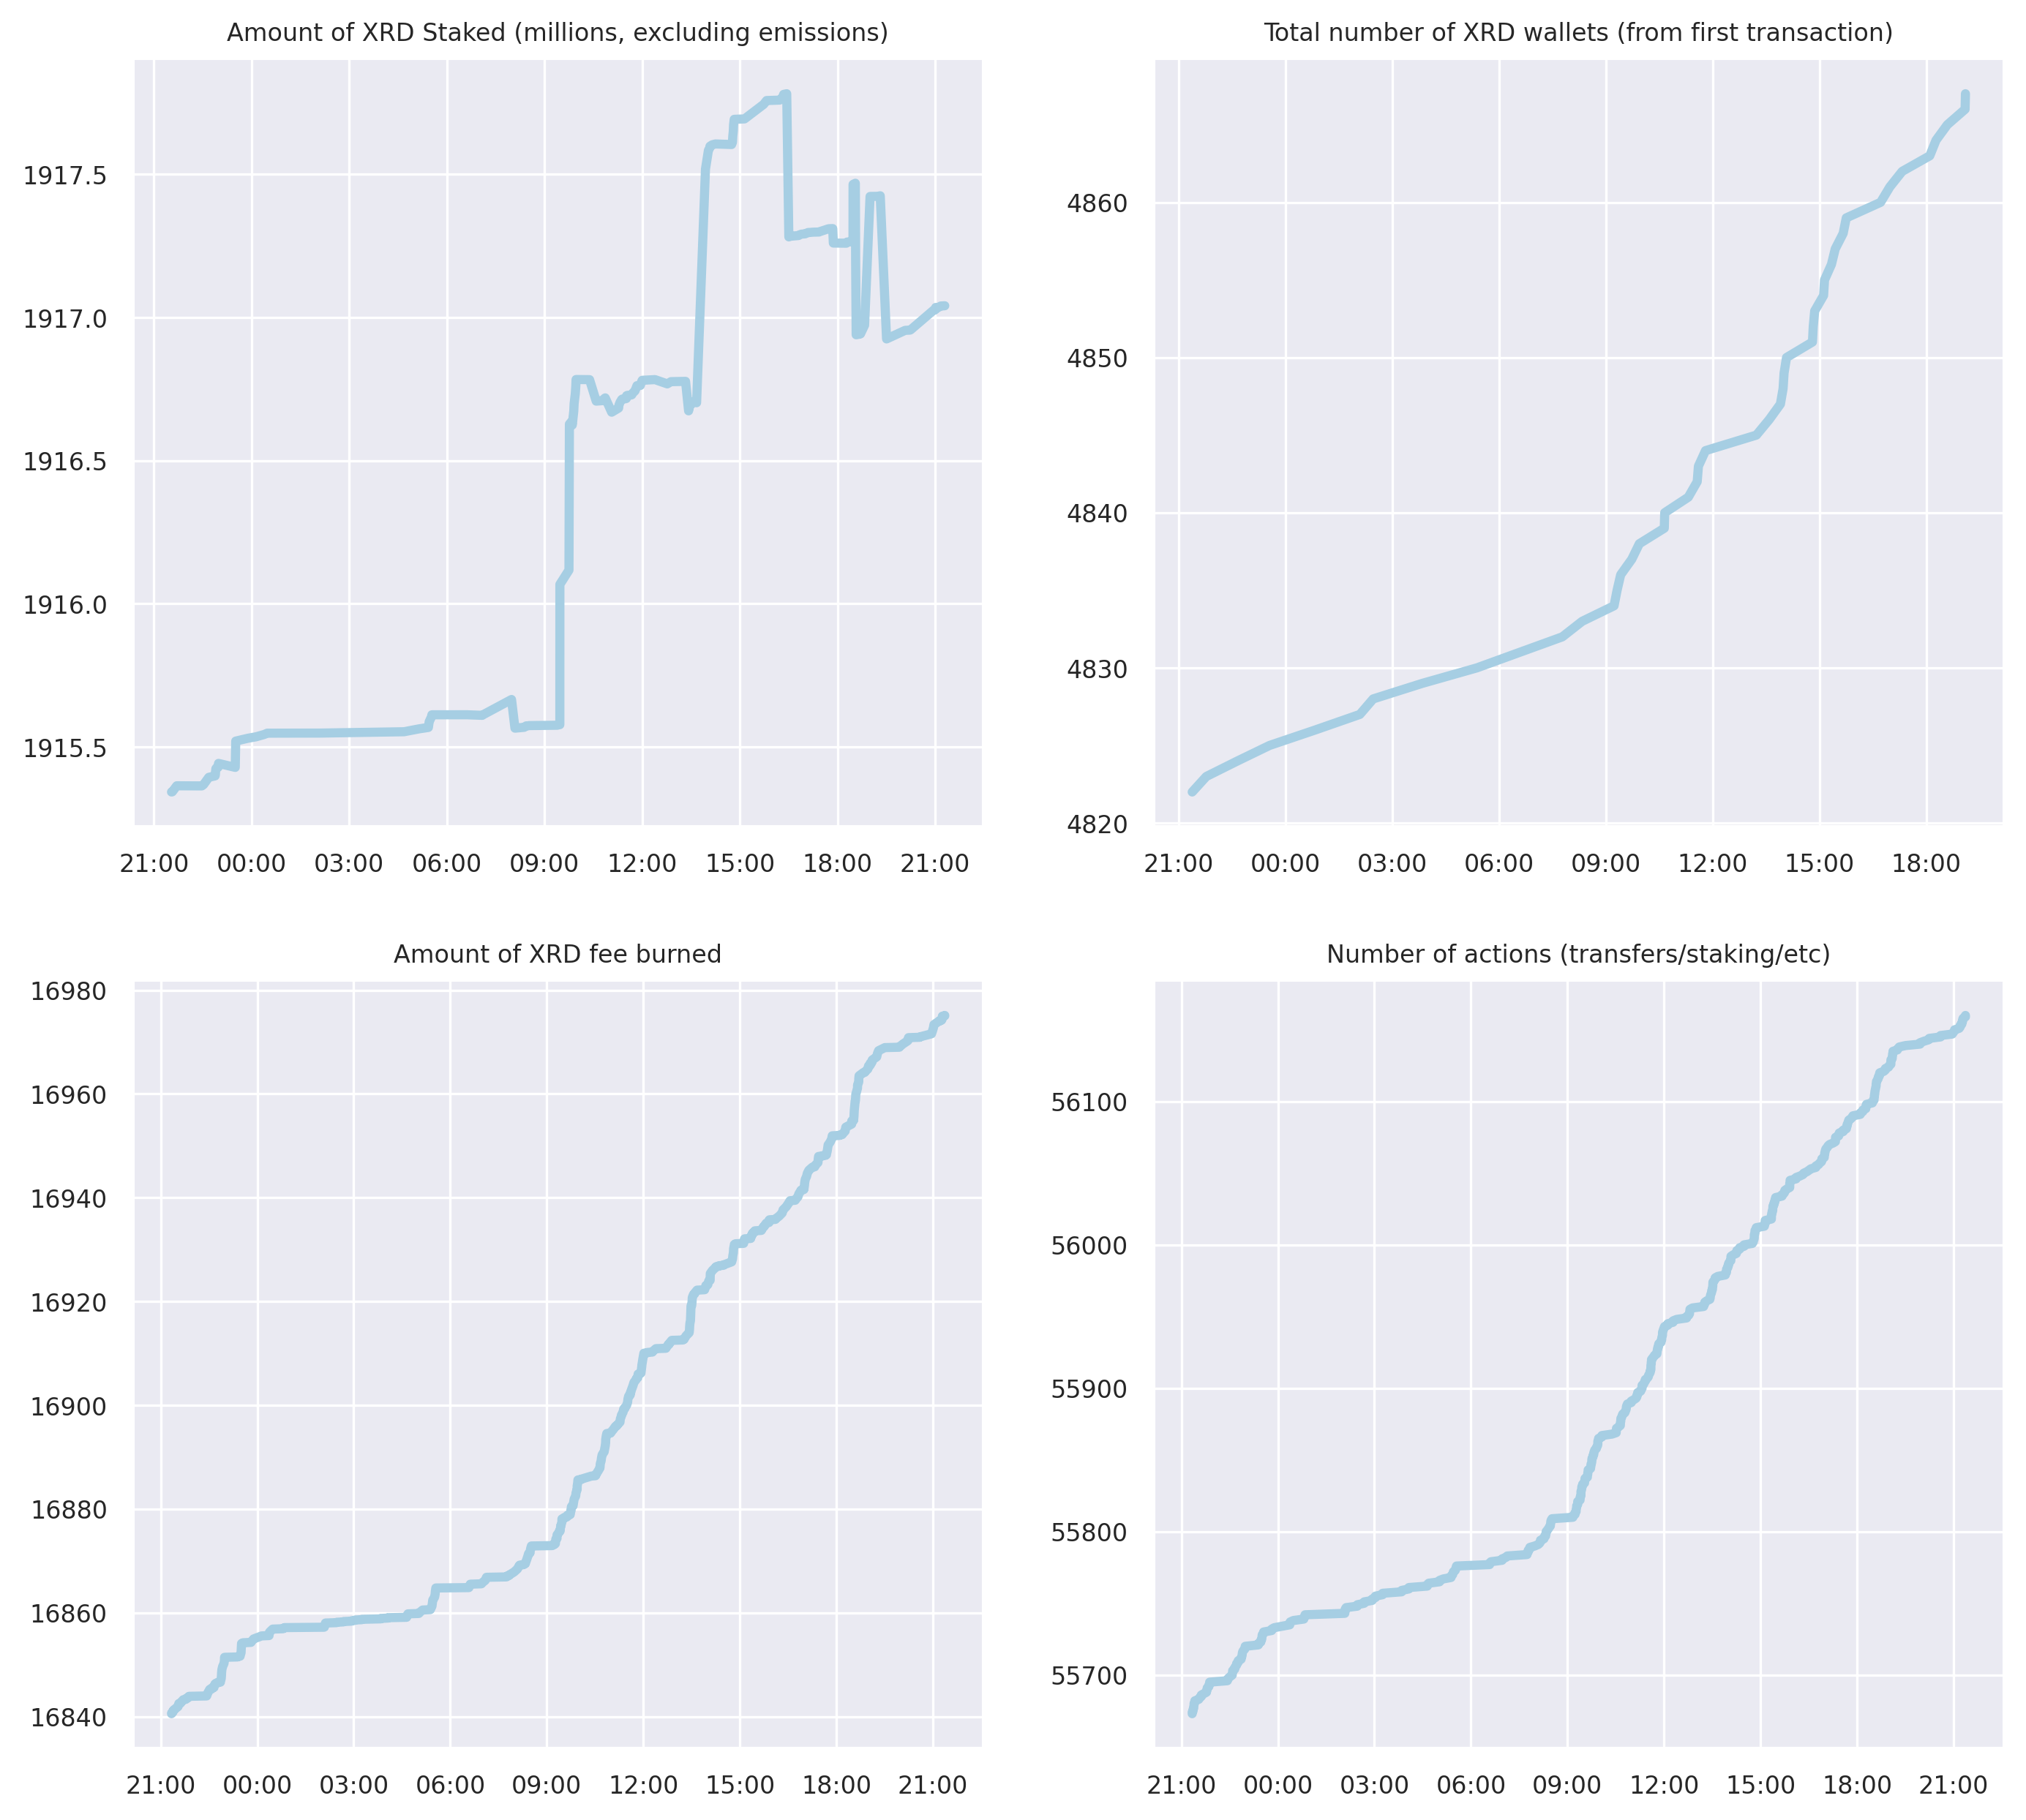 Amount of XRD Staked (millions, excluding emissions)
1917.5
1917.0
1916.5
1916.0
1915.5
21:00 00:00 03:00 06:00 09:00 12:00 15:00 18:00 21:00
Total number of XRD wallets (from first transaction)
4860
4850
4840
4830
4820
21:00 00:00 03:00 06:00 09:00 12:00 15:00 18:00
Amount of XRD fee burned
16980
16960
16940
16920
16900
16880
16860
16840
21:00 00:00 03:00 06:00 09:00 12:00 15:00 18:00 21:00
Number of actions (transfers/staking/etc)
56100
56000
55900
55800
55700
21:00 00:00 03:00 06:00 09:00 12:00 15:00 18:00 21:00